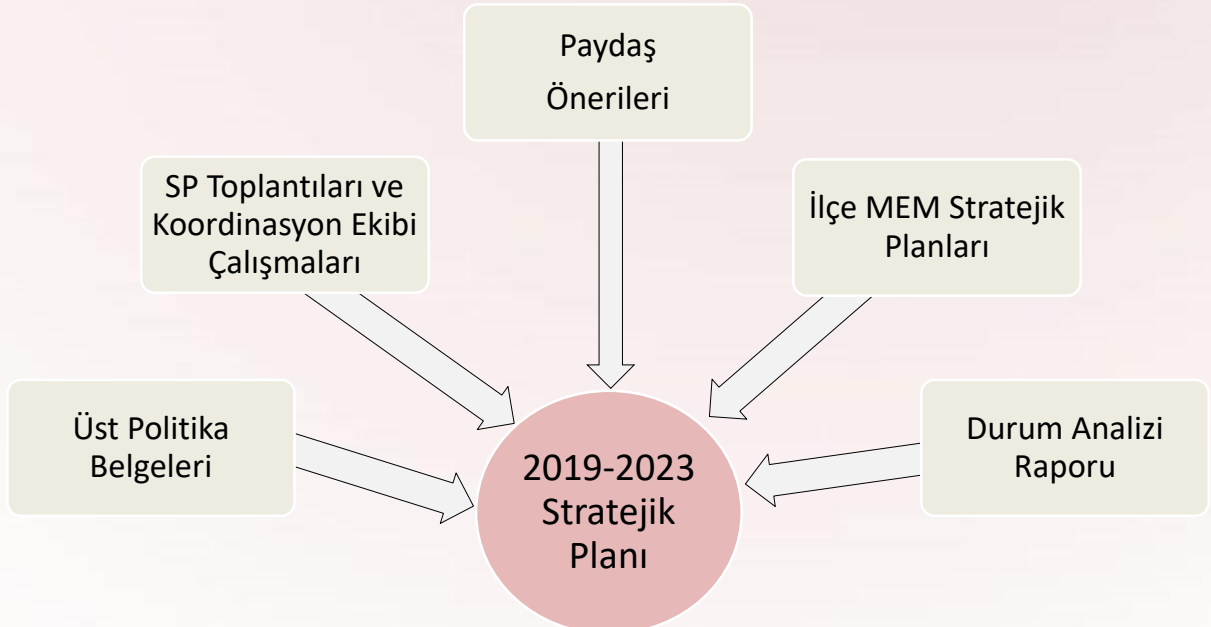 Paydaş
Önerileri
SP Toplantıları ve
Koordinasyon Ekibi
Çalışmaları
İlçe MEM Stratejik
Planları
Üst Politika
Belgeleri
Durum Analizi
Raporu
2019-2023
Stratejik
Planı